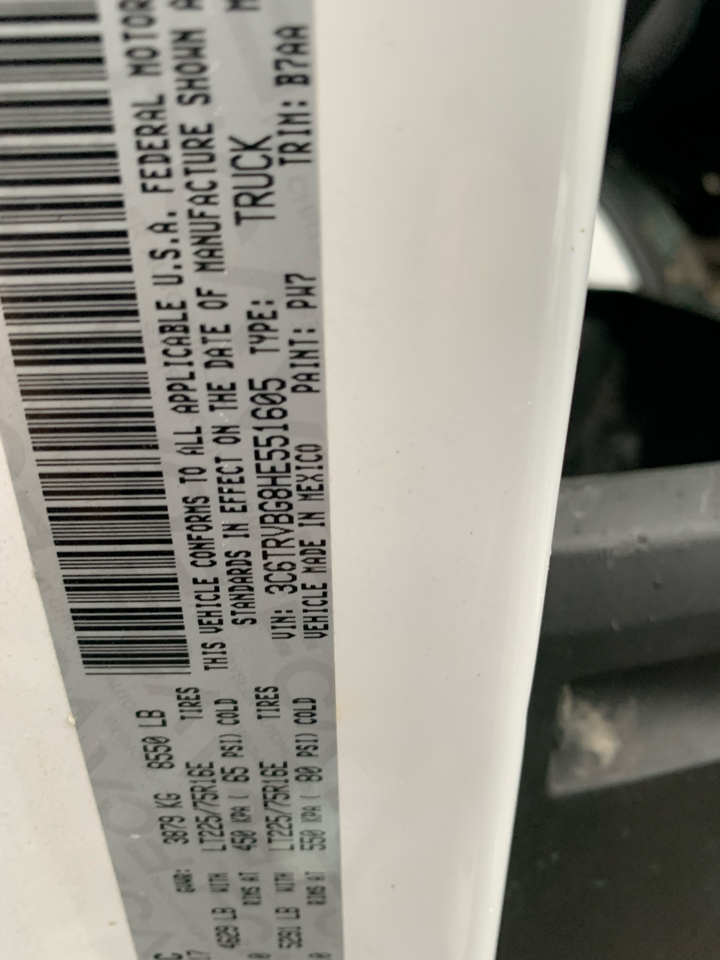 GVWR: 3879 KG 8550 LB
4629 LB WITH LT225/75R16E TIRES
RIMS AT 450 KPA ( 65 PSI) COLD
5291 LB WITH LT225/75R16E TIRES
RIMS AT 550 KPA ( 80 PSI) COLD
THIS VEHICLE CONFORMS TO ALL APPLICABLE U.S.A. FEDERAL MOTOR
STANDARDS IN EFFECT ON THE DATE OF MANUFACTURE SHOWN
VIN: 3C6TRVBG8HE551605 TYPE: TRUCK
VEHICLE MADE IN MEXICO PAINT: PW7 TRIM: B7AA